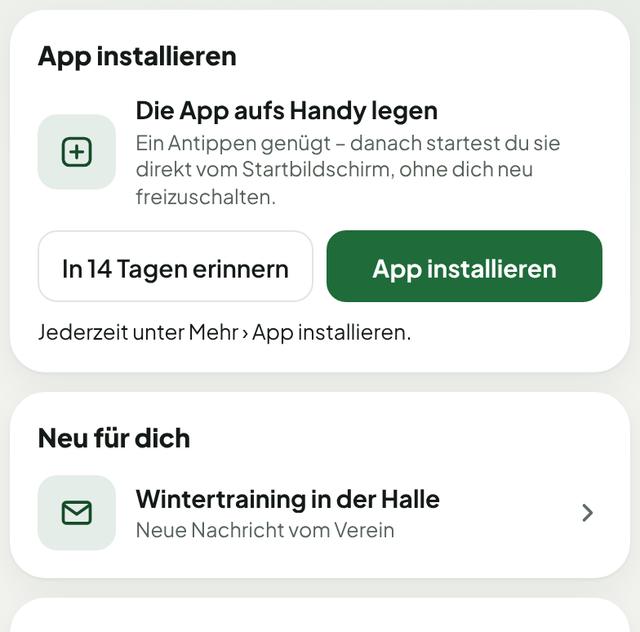 App installieren
Die App aufs Handy legen
Ein Antippen genügt – danach startest du sie
direkt vom Startbildschirm, ohne dich neu
freizuschalten.
In 14 Tagen erinnern
App installieren
Jederzeit unter Mehr › App installieren.
Neu für dich
Wintertraining in der Halle
Neue Nachricht vom Verein